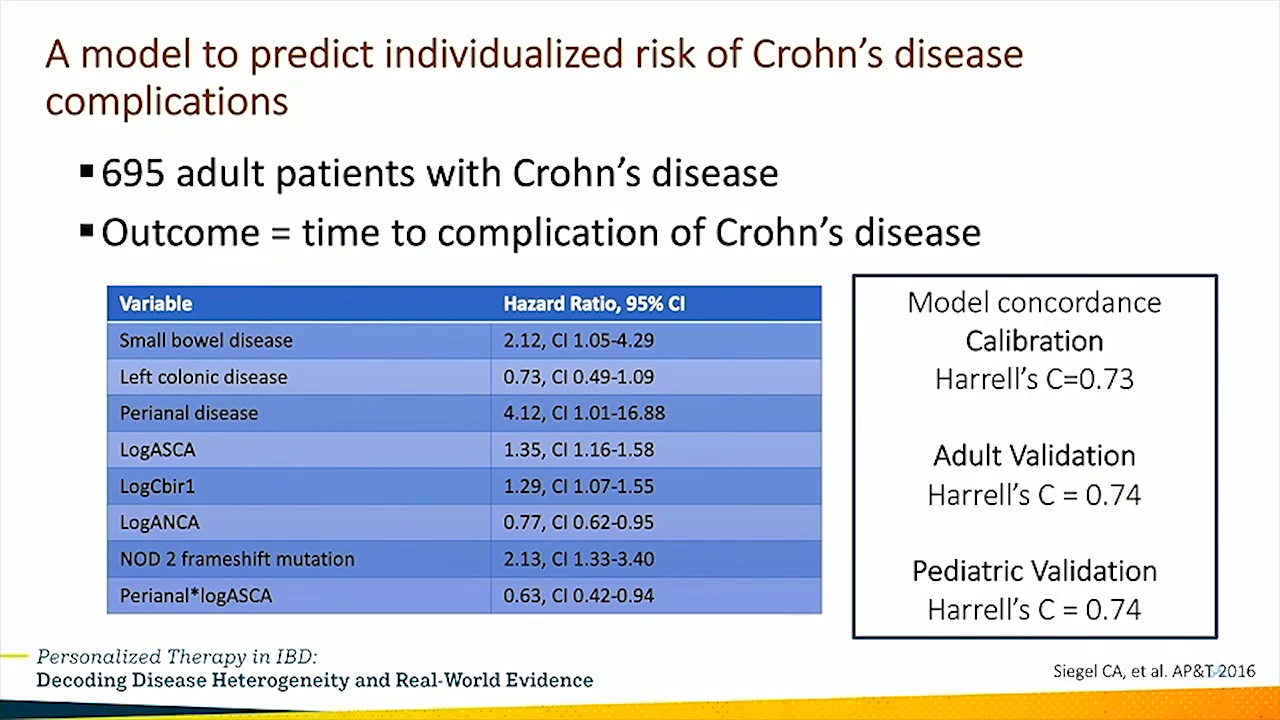 A model to predict individualized risk of Crohn’s disease
complications
▪695 adult patients with Crohn’s disease
▪Outcome = time to complication of Crohn’s disease
Variable Hazard Ratio, 95% CI
Small bowel disease 2.12, CI 1.05-4.29
Left colonic disease 0.73, CI 0.49-1.09
Perianal disease 4.12, CI 1.01-16.88
LogASCA 1.35, CI 1.16-1.58
LogCbir1 1.29, CI 1.07-1.55
LogANCA 0.77, CI 0.62-0.95
NOD 2 frameshift mutation 2.13, CI 1.33-3.40
Perianal*logASCA 0.63, CI 0.42-0.94
Model concordance
Calibration
Harrell’s C=0.73
Adult Validation
Harrell’s C = 0.74
Pediatric Validation
Harrell’s C = 0.74
Personalized Therapy in IBD:
Decoding Disease Heterogeneity and Real-World Evidence
Siegel CA, et al. AP&T 2016